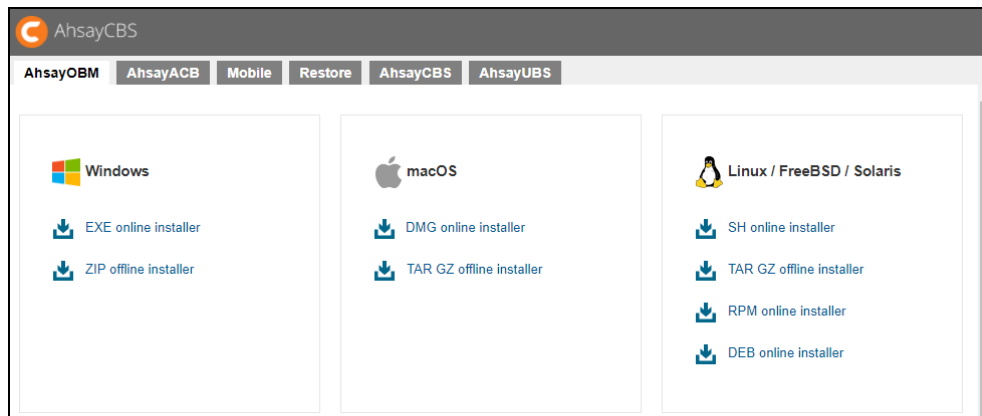 AhsayCBS
AhsayOBM AhsayACB Mobile Restore AhsayCBS AhsayUBS
Windows
EXE online installer
ZIP offline installer
macOS
DMG online installer
TAR GZ offline installer
Linux / FreeBSD / Solaris
SH online installer
TAR GZ offline installer
RPM online installer
DEB online installer